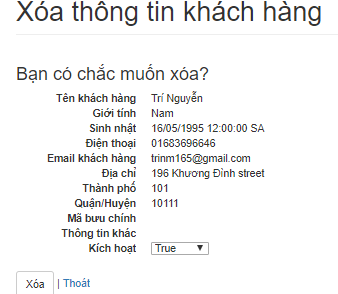 Xóa thông tin khách hàng
Bạn có chắc muốn xóa?
Tên khách hàng Trí Nguyễn
Giới tính Nam
Sinh nhật 16/05/1995 12:00:00 SA
Điện thoại 01683696646
Email khách hàng trinm165@gmail.com
Địa chỉ 196 Khương Đình street
Thành phố 101
Quận/Huyện 10111
Mã bưu chính
Thông tin khác
Kích hoạt True
Xóa | Thoát